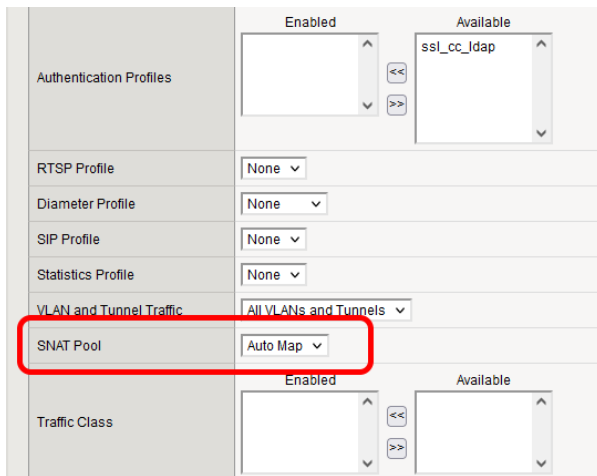 Enabled Available
Authentication Profiles
ssl_cc_ldap
<<
>>
RTSP Profile None
Diameter Profile None
SIP Profile None
Statistics Profile None
VLAN and Tunnel Traffic All VLANs and Tunnels
SNAT Pool Auto Map
Enabled Available
Traffic Class
<<
>>